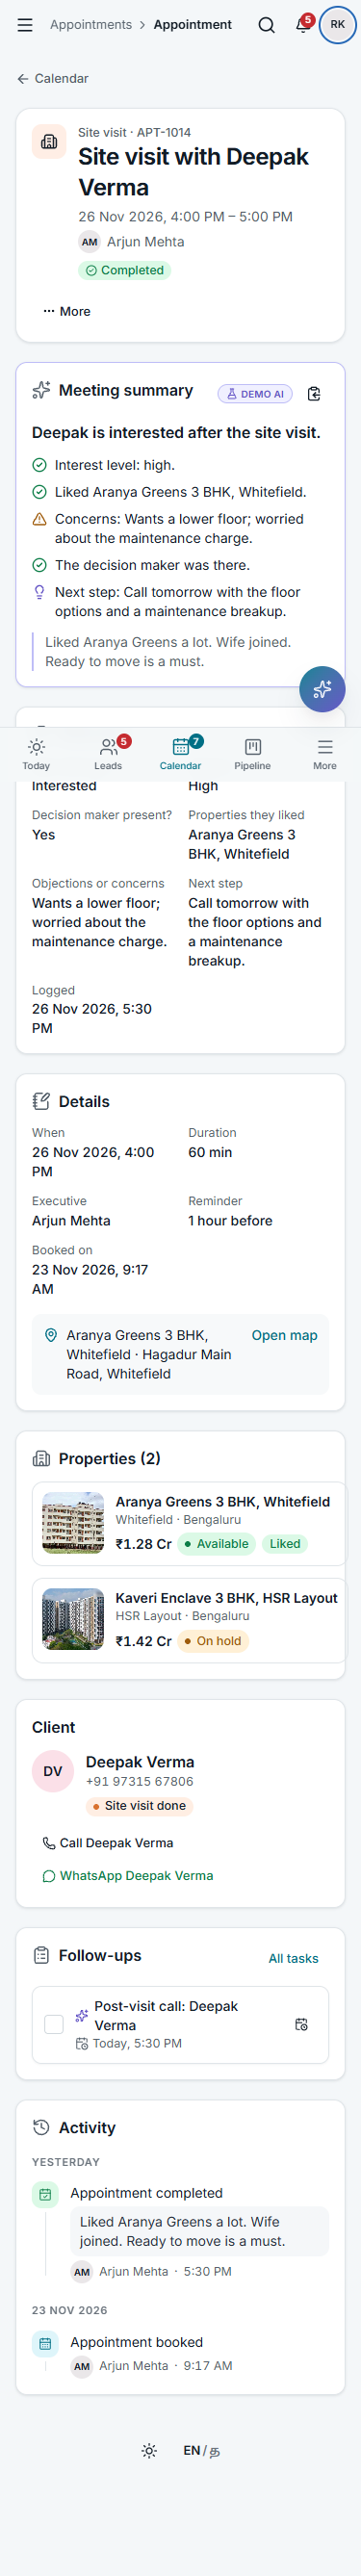 Appointments > Appointment
5
RK
Calendar
Site visit · APT-1014
Site visit with Deepak
Verma
26 Nov 2026, 4:00 PM – 5:00 PM
AM Arjun Mehta
Completed
More
Meeting summary
DEMO AI
Deepak is interested after the site visit.
Interest level: high.
Liked Aranya Greens 3 BHK, Whitefield.
Concerns: Wants a lower floor; worried
about the maintenance charge.
The decision maker was there.
Next step: Call tomorrow with the floor
options and a maintenance breakup.
Liked Aranya Greens a lot. Wife joined.
Ready to move is a must.
Today
Leads 5
Calendar 7
Pipeline
More
Interested
High
Decision maker present?
Yes
Properties they liked
Aranya Greens 3
BHK, Whitefield
Objections or concerns
Wants a lower floor;
worried about the
maintenance charge.
Next step
Call tomorrow with
the floor options and
a maintenance
breakup.
Logged
26 Nov 2026, 5:30
PM
Details
When
26 Nov 2026, 4:00
PM
Duration
60 min
Executive
Arjun Mehta
Reminder
1 hour before
Booked on
23 Nov 2026, 9:17
AM
Aranya Greens 3 BHK,
Whitefield · Hagadur Main
Road, Whitefield
Open map
Properties (2)
Aranya Greens 3 BHK, Whitefield
Whitefield · Bengaluru
₹1.28 Cr Available Liked
Kaveri Enclave 3 BHK, HSR Layout
HSR Layout · Bengaluru
₹1.42 Cr On hold
Client
DV
Deepak Verma
+91 97315 67806
Site visit done
Call Deepak Verma
WhatsApp Deepak Verma
Follow-ups
All tasks
Post-visit call: Deepak
Verma
Today, 5:30 PM
Activity
YESTERDAY
Appointment completed
Liked Aranya Greens a lot. Wife
joined. Ready to move is a must.
AM Arjun Mehta · 5:30 PM
23 NOV 2026
Appointment booked
AM Arjun Mehta · 9:17 AM
EN / த